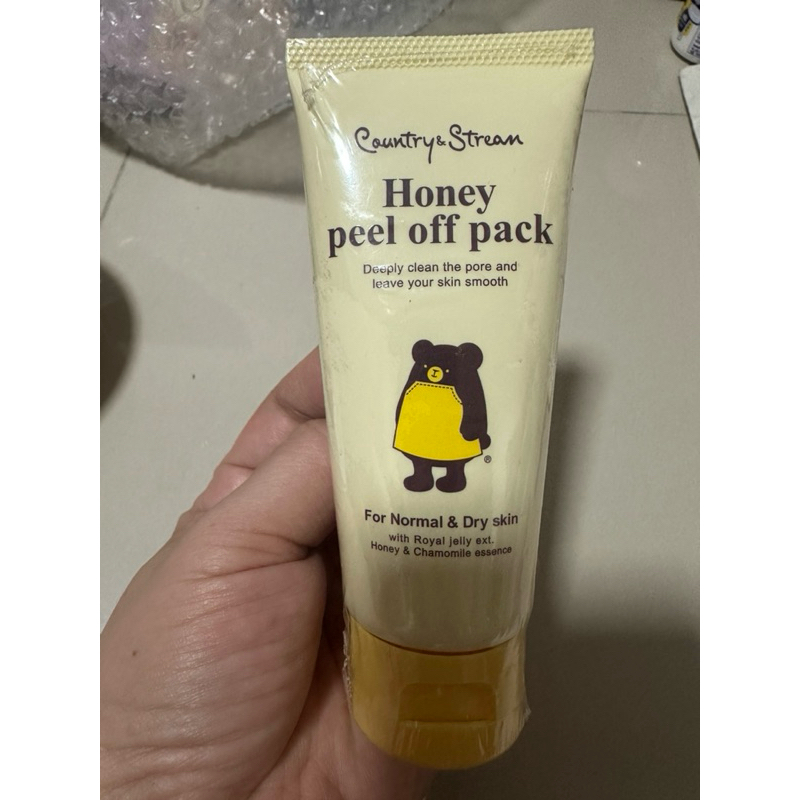 Country & Stream
Honey
peel off pack
Deeply clean the pore and
leave your skin smooth
®
For Normal & Dry skin
with Royal jelly ext.
Honey & Chamomile essence